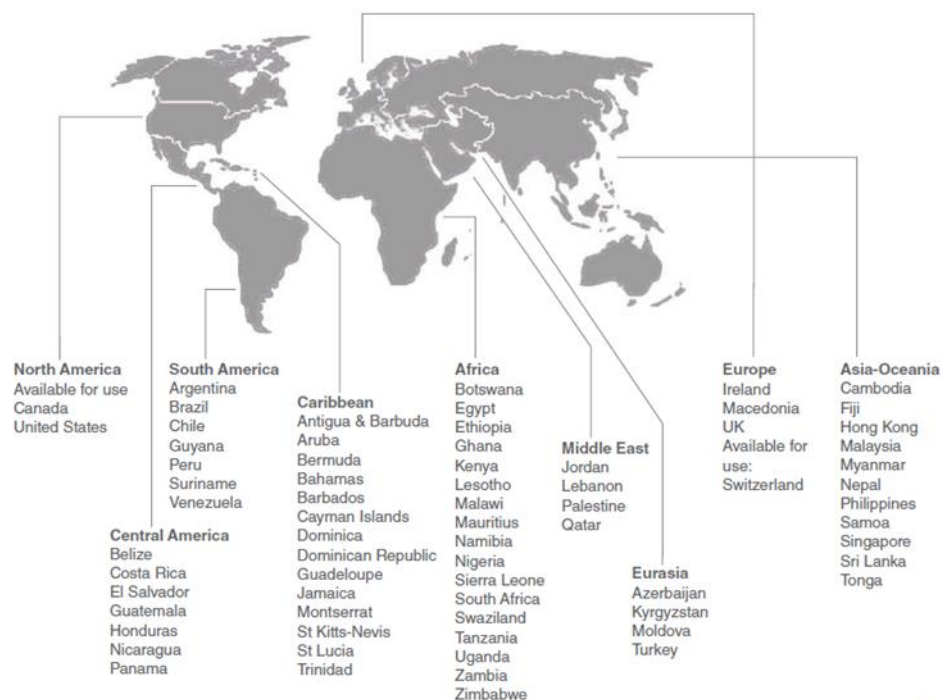 North America
Available for use
Canada
United States
South America
Argentina
Brazil
Chile
Guyana
Peru
Suriname
Venezuela
Central America
Belize
Costa Rica
El Salvador
Guatemala
Honduras
Nicaragua
Panama
Caribbean
Antigua & Barbuda
Aruba
Bermuda
Bahamas
Barbados
Cayman Islands
Dominica
Dominican Republic
Guadeloupe
Jamaica
Montserrat
St Kitts-Nevis
St Lucia
Trinidad
Africa
Botswana
Egypt
Ethiopia
Ghana
Kenya
Lesotho
Malawi
Mauritius
Namibia
Nigeria
Sierra Leone
South Africa
Swaziland
Tanzania
Uganda
Zambia
Zimbabwe
Middle East
Jordan
Lebanon
Palestine
Qatar
Eurasia
Azerbaijan
Kyrgyzstan
Moldova
Turkey
Europe
Ireland
Macedonia
UK
Available for
use:
Switzerland
Asia-Oceania
Cambodia
Fiji
Hong Kong
Malaysia
Myanmar
Nepal
Philippines
Samoa
Singapore
Sri Lanka
Tonga